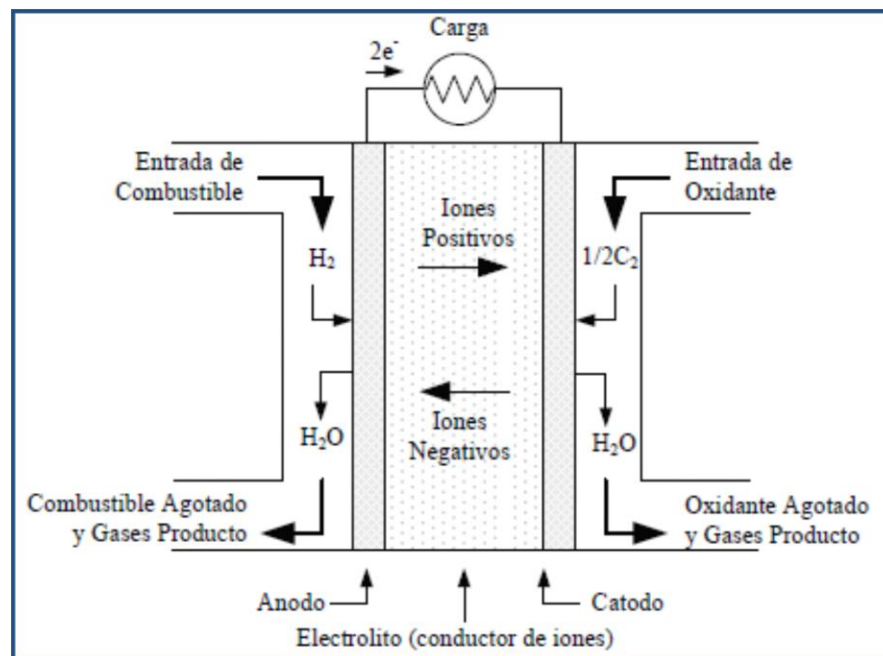 Carga
2e-
Entrada de
Combustible
Entrada de
Oxidante
Iones
Positivos
H2
1/2C2
Iones
Negativos
H2O
H2O
Combustible Agotado
y Gases Producto
Oxidante Agotado
y Gases Producto
Anodo
Catodo
Electrolito (conductor de iones)